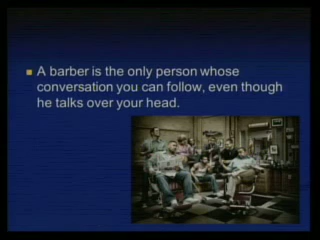 A barber is the only person whose
conversation you can follow, even though
he talks over your head.